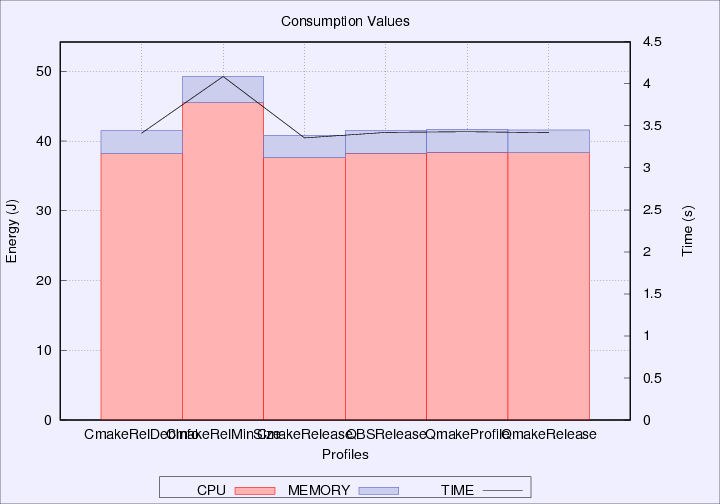 Consumption Values
50
40
30
20
10
0
Energy (J)
4.5
4
3.5
3
2.5
2
1.5
1
0.5
0
Time (s)
CmakeRelDebInfo CmakeRelMinSize CmakeRelease QBSRelease QmakeProfile QmakeRelease
Profiles
CPU MEMORY TIME